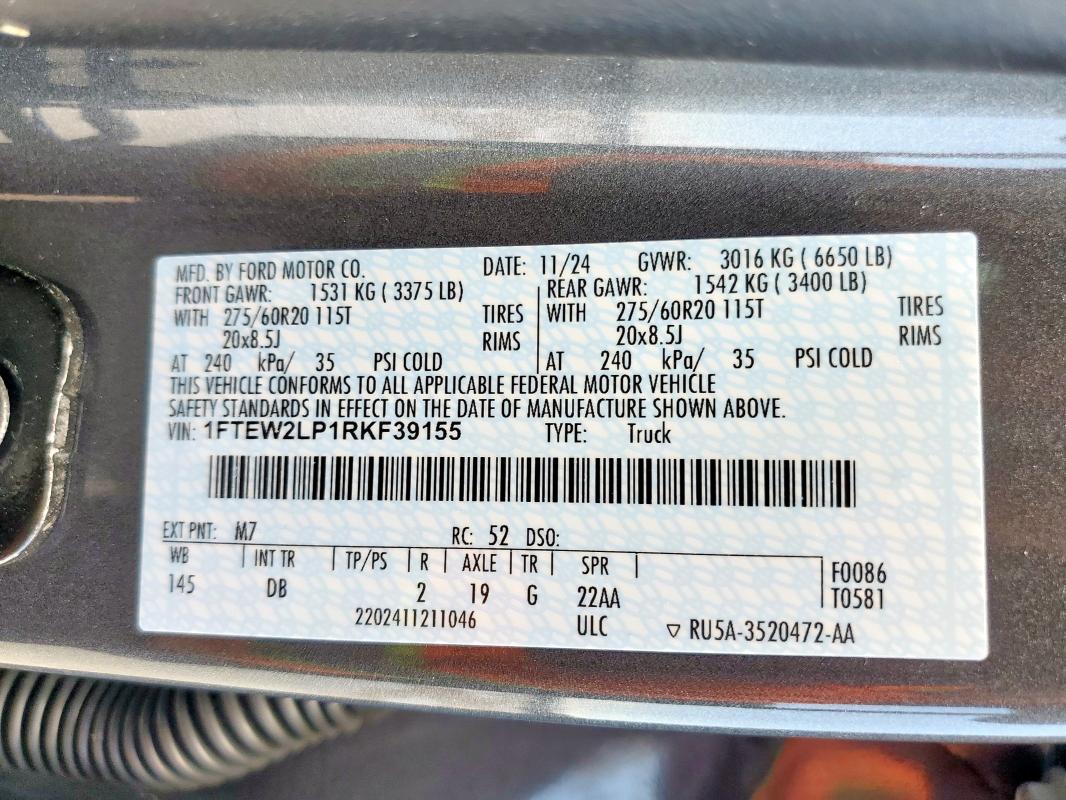 MFD. BY FORD MOTOR CO. DATE: 11/24 GVWR: 3016 KG ( 6650 LB)
FRONT GAWR: 1531 KG ( 3375 LB) REAR GAWR: 1542 KG ( 3400 LB)
WITH 275/60R20 115T TIRES WITH 275/60R20 115T TIRES
20x8.5J RIMS 20x8.5J RIMS
AT 240 kPa/ 35 PSI COLD AT 240 kPa/ 35 PSI COLD
THIS VEHICLE CONFORMS TO ALL APPLICABLE FEDERAL MOTOR VEHICLE
SAFETY STANDARDS IN EFFECT ON THE DATE OF MANUFACTURE SHOWN ABOVE.
VIN: 1FTEW2LP1RKF39155 TYPE: Truck
EXT PNT: M7 RC: 52 DSO:
WB INT TR TP/PS R AXLE TR SPR F0086
145 DB 2 19 G 22AA T0581
2202411211046 ULC ▽ RU5A-3520472-AA